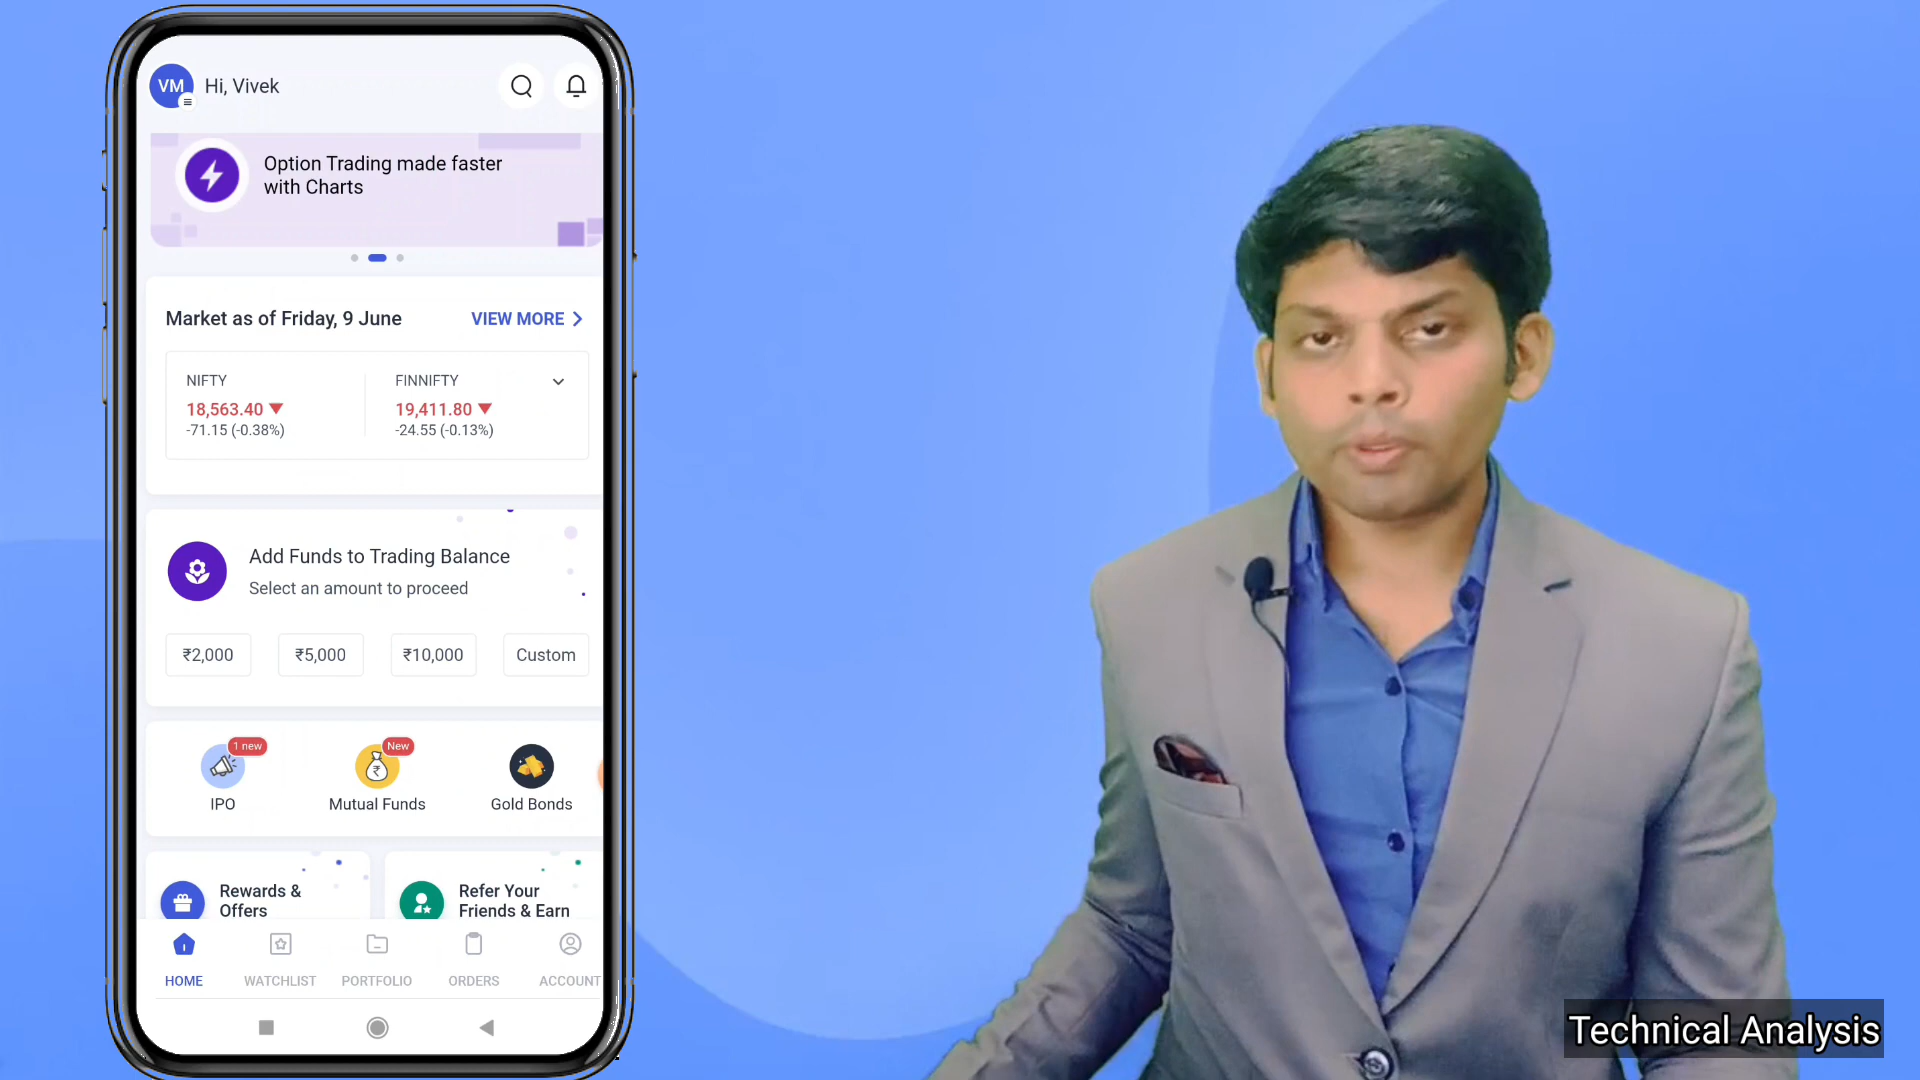 VM
Hi, Vivek
Option Trading made faster
with Charts
Market as of Friday, 9 June
VIEW MORE
NIFTY
18,563.40
-71.15 (-0.38%)
FINNIFTY
19,411.80
-24.55 (-0.13%)
Add Funds to Trading Balance
Select an amount to proceed
₹2,000
₹5,000
₹10,000
Custom
1 new
IPO
New
Mutual Funds
Gold Bonds
Rewards &
Offers
Refer Your
Friends & Earn
HOME
WATCHLIST
PORTFOLIO
ORDERS
ACCOUNT
Technical Analysis